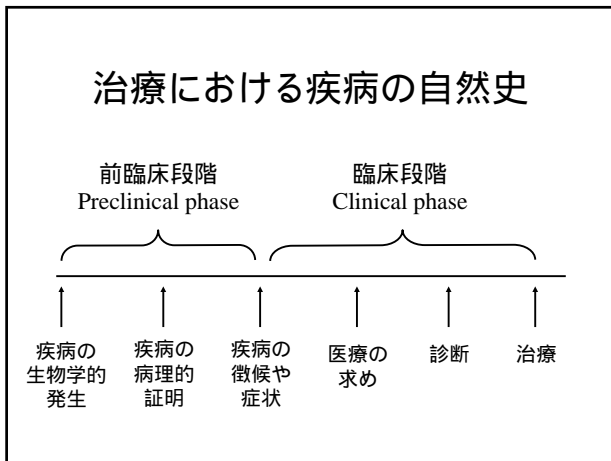 治療における疾病の自然史
前臨床段階
Preclinical phase
臨床段階
Clinical phase
疾病の
生物学的
発生
疾病の
病理的
証明
疾病の
徴候や
症状
医療の
求め
診断
治療